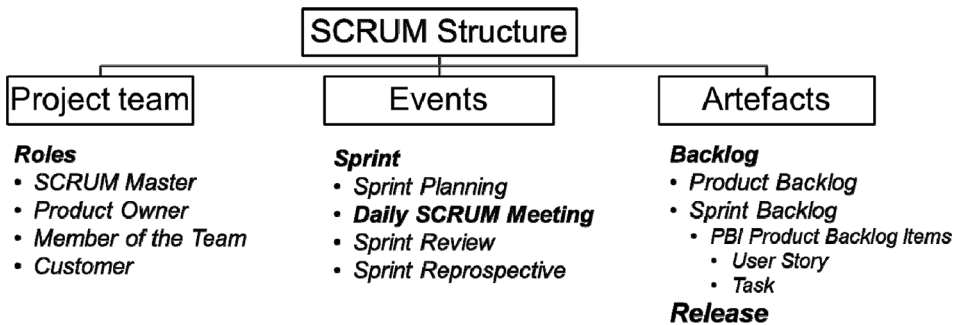 SCRUM Structure
Project team
Events
Artefacts
Roles
• SCRUM Master
• Product Owner
• Member of the Team
• Customer
Sprint
• Sprint Planning
• Daily SCRUM Meeting
• Sprint Review
• Sprint Reprospective
Backlog
• Product Backlog
• Sprint Backlog
• PBI Product Backlog Items
• User Story
• Task
Release